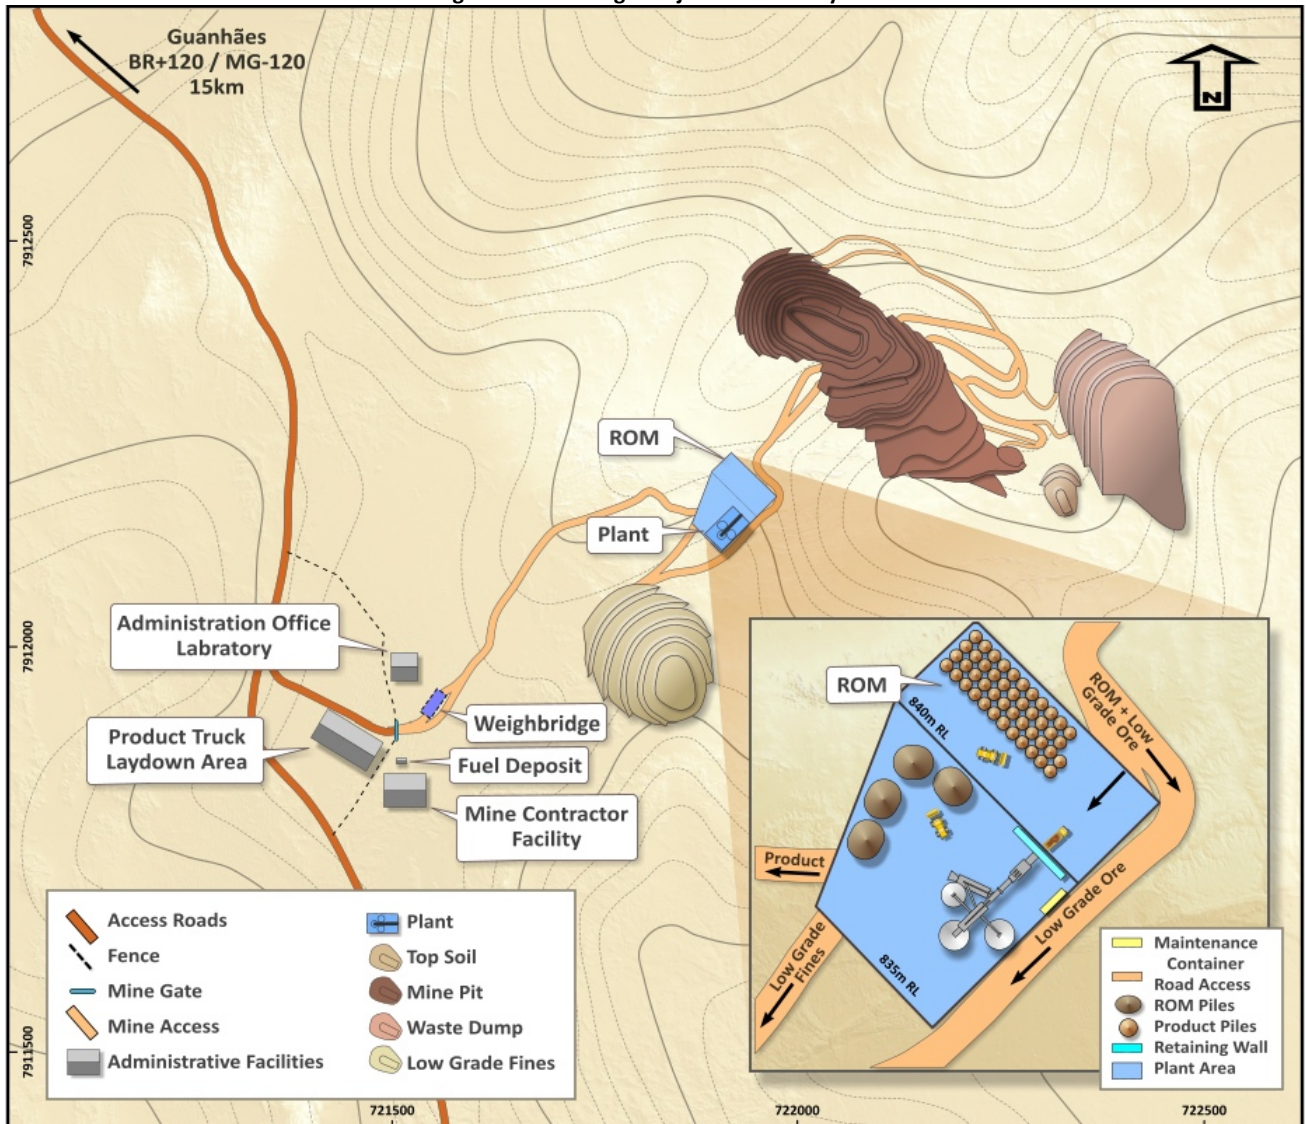 Guanhães
BR+120 / MG-120
15km
N
7912500
ROM
Plant
Administration Office
Labratory
7912000
Weighbridge
Product Truck
Laydown Area
Fuel Deposit
Mine Contractor
Facility
ROM
840m RL
ROM + Low
Grade Ore
Product
Low Grade Ore
Low Grade
Fines
835m RL
Access Roads
Fence
Mine Gate
Mine Access
Administrative Facilities
Plant
Top Soil
Mine Pit
Waste Dump
Low Grade Fines
Maintenance
Container
Road Access
ROM Piles
Product Piles
Retaining Wall
Plant Area
7911500
721500
722000
722500